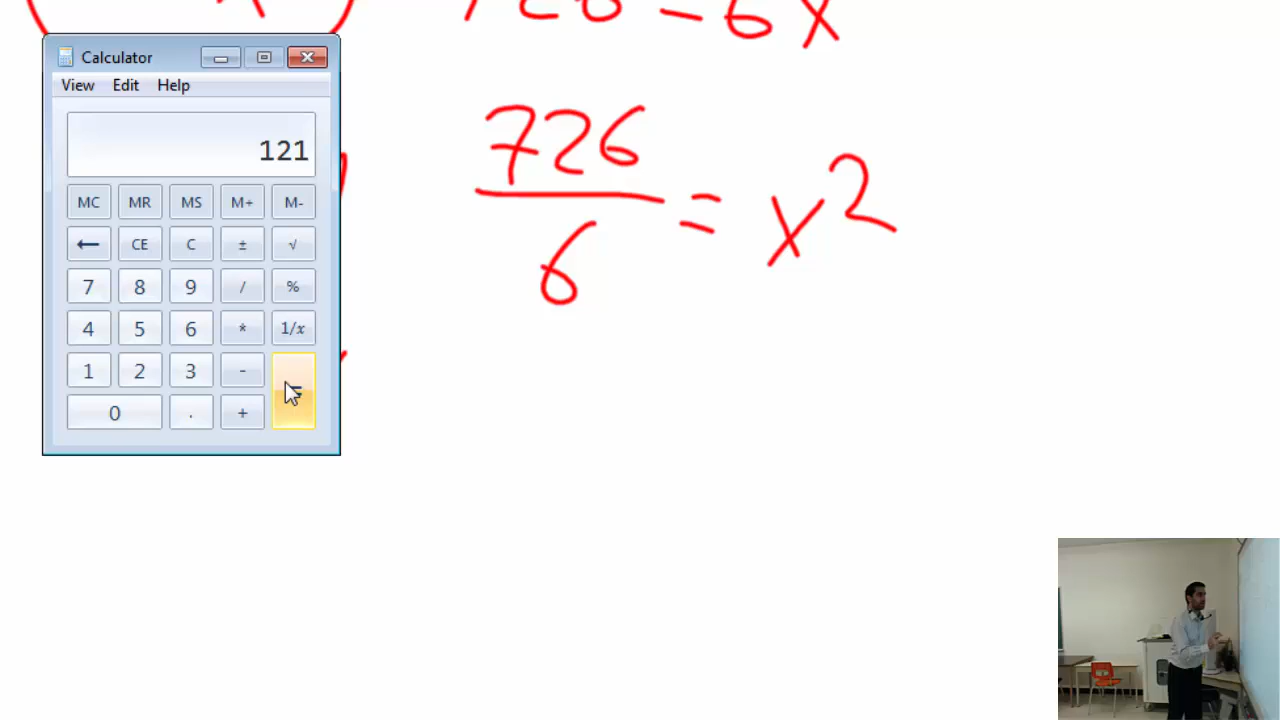 726 = 6x
Calculator
View Edit Help
121
MC MR MS M+ M-
← CE C ± √
7 8 9 / %
4 5 6 * 1/x
1 2 3 - =
0 . +
726
6
= x²